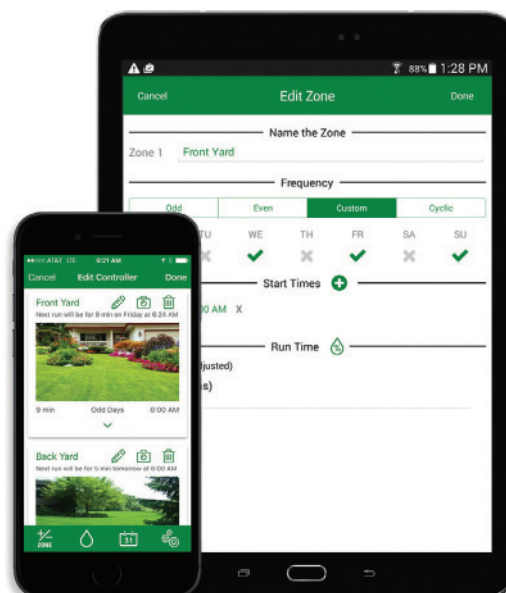 88% 1:28 PM
Cancel Edit Zone Done
Name the Zone
Zone 1 Front Yard
Frequency
Odd Even Custom Cyclic
TU WE TH FR SA SU
Start Times
00 AM X
Run Time
djusted)
s)
AT&T LTE 9:21 AM
Cancel Edit Controller Done
Front Yard
Next run will be for 9 min on Friday at 6:24 AM
9 min Odd Days 6:00 AM
Back Yard
Next run will be for 5 min tomorrow at 6:00 AM
ZONE 31